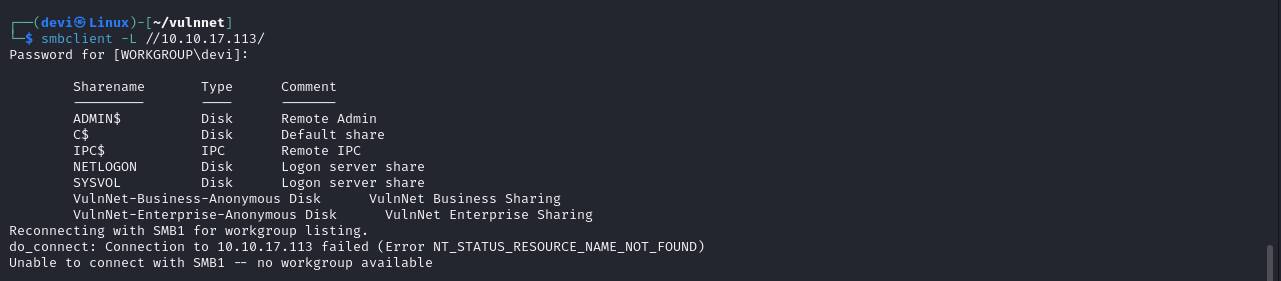 ┌──(devi㉿Linux)-[~/vulnnet]
└─$ smbclient -L //10.10.17.113/
Password for [WORKGROUP\devi]:
Sharename Type Comment
--------- ---- -------
ADMIN$ Disk Remote Admin
C$ Disk Default share
IPC$ IPC Remote IPC
NETLOGON Disk Logon server share
SYSVOL Disk Logon server share
VulnNet-Business-Anonymous Disk VulnNet Business Sharing
VulnNet-Enterprise-Anonymous Disk VulnNet Enterprise Sharing
Reconnecting with SMB1 for workgroup listing.
do_connect: Connection to 10.10.17.113 failed (Error NT_STATUS_RESOURCE_NAME_NOT_FOUND)
Unable to connect with SMB1 -- no workgroup available